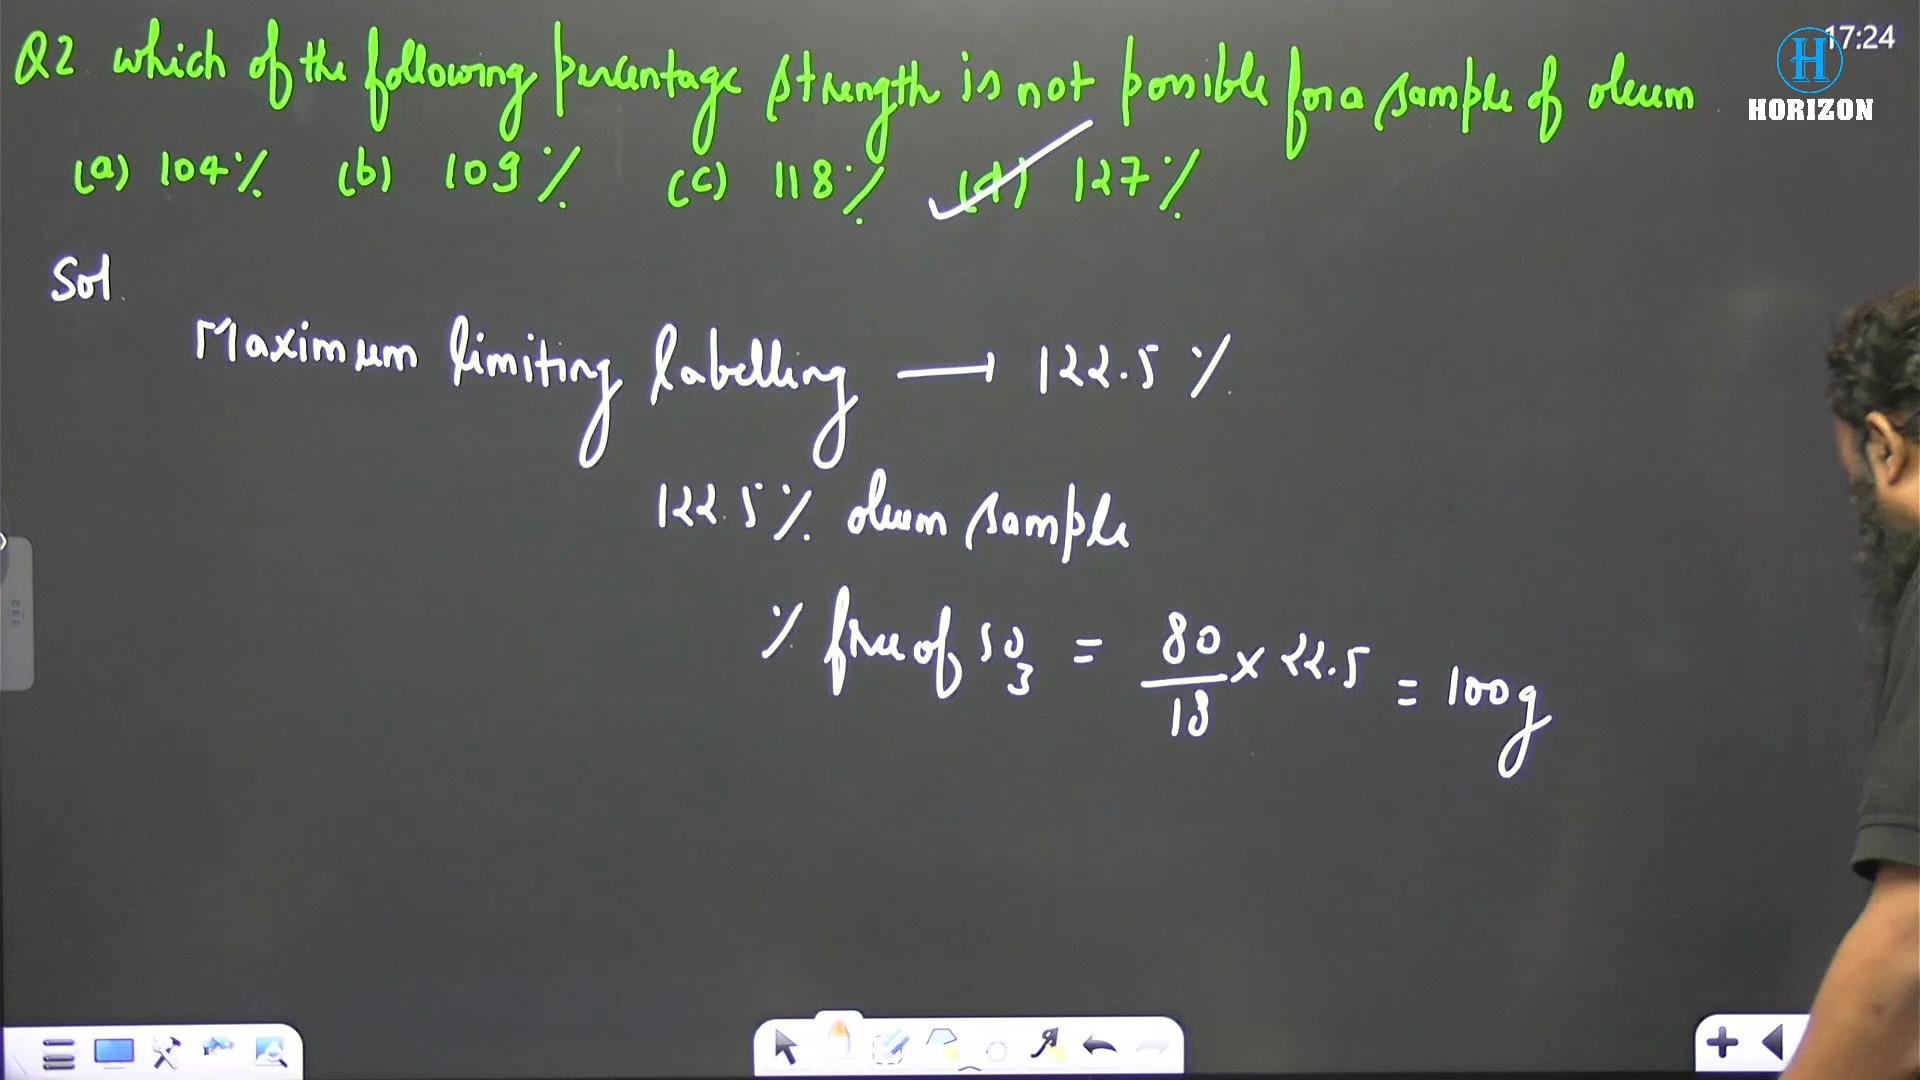 17:24
HORIZON
Q2 which of the following percentage strength is not possible for a sample of oleum
(a) 104% (b) 109% (c) 118% (d) 127%
Sol.
Maximum limiting labelling → 122.5%
122.5% oleum sample
% free of SO3 = 80/18 x 22.5 = 100g